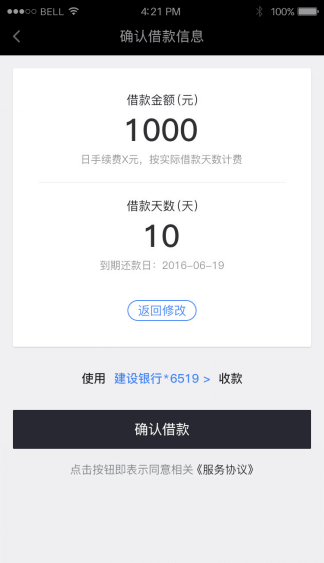 BELL 4:21 PM 100%
确认借款信息
借款金额(元)
1000
日手续费X元，按实际借款天数计费
借款天数(天)
10
到期还款日：2016-06-19
返回修改
使用 建设银行*6519 > 收款
确认借款
点击按钮即表示同意相关《服务协议》